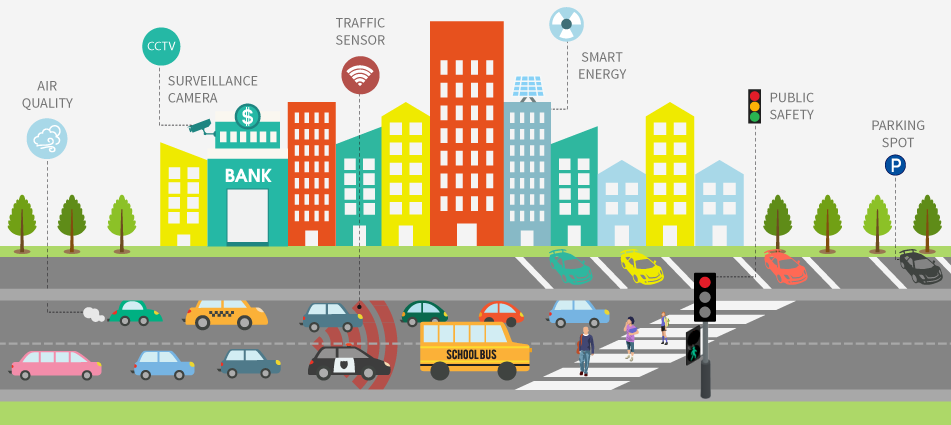 TRAFFIC
SENSOR
CCTV
SMART
ENERGY
SURVEILLANCE
CAMERA
AIR
QUALITY
PUBLIC
SAFETY
$
PARKING
SPOT
P
BANK
SCHOOL BUS